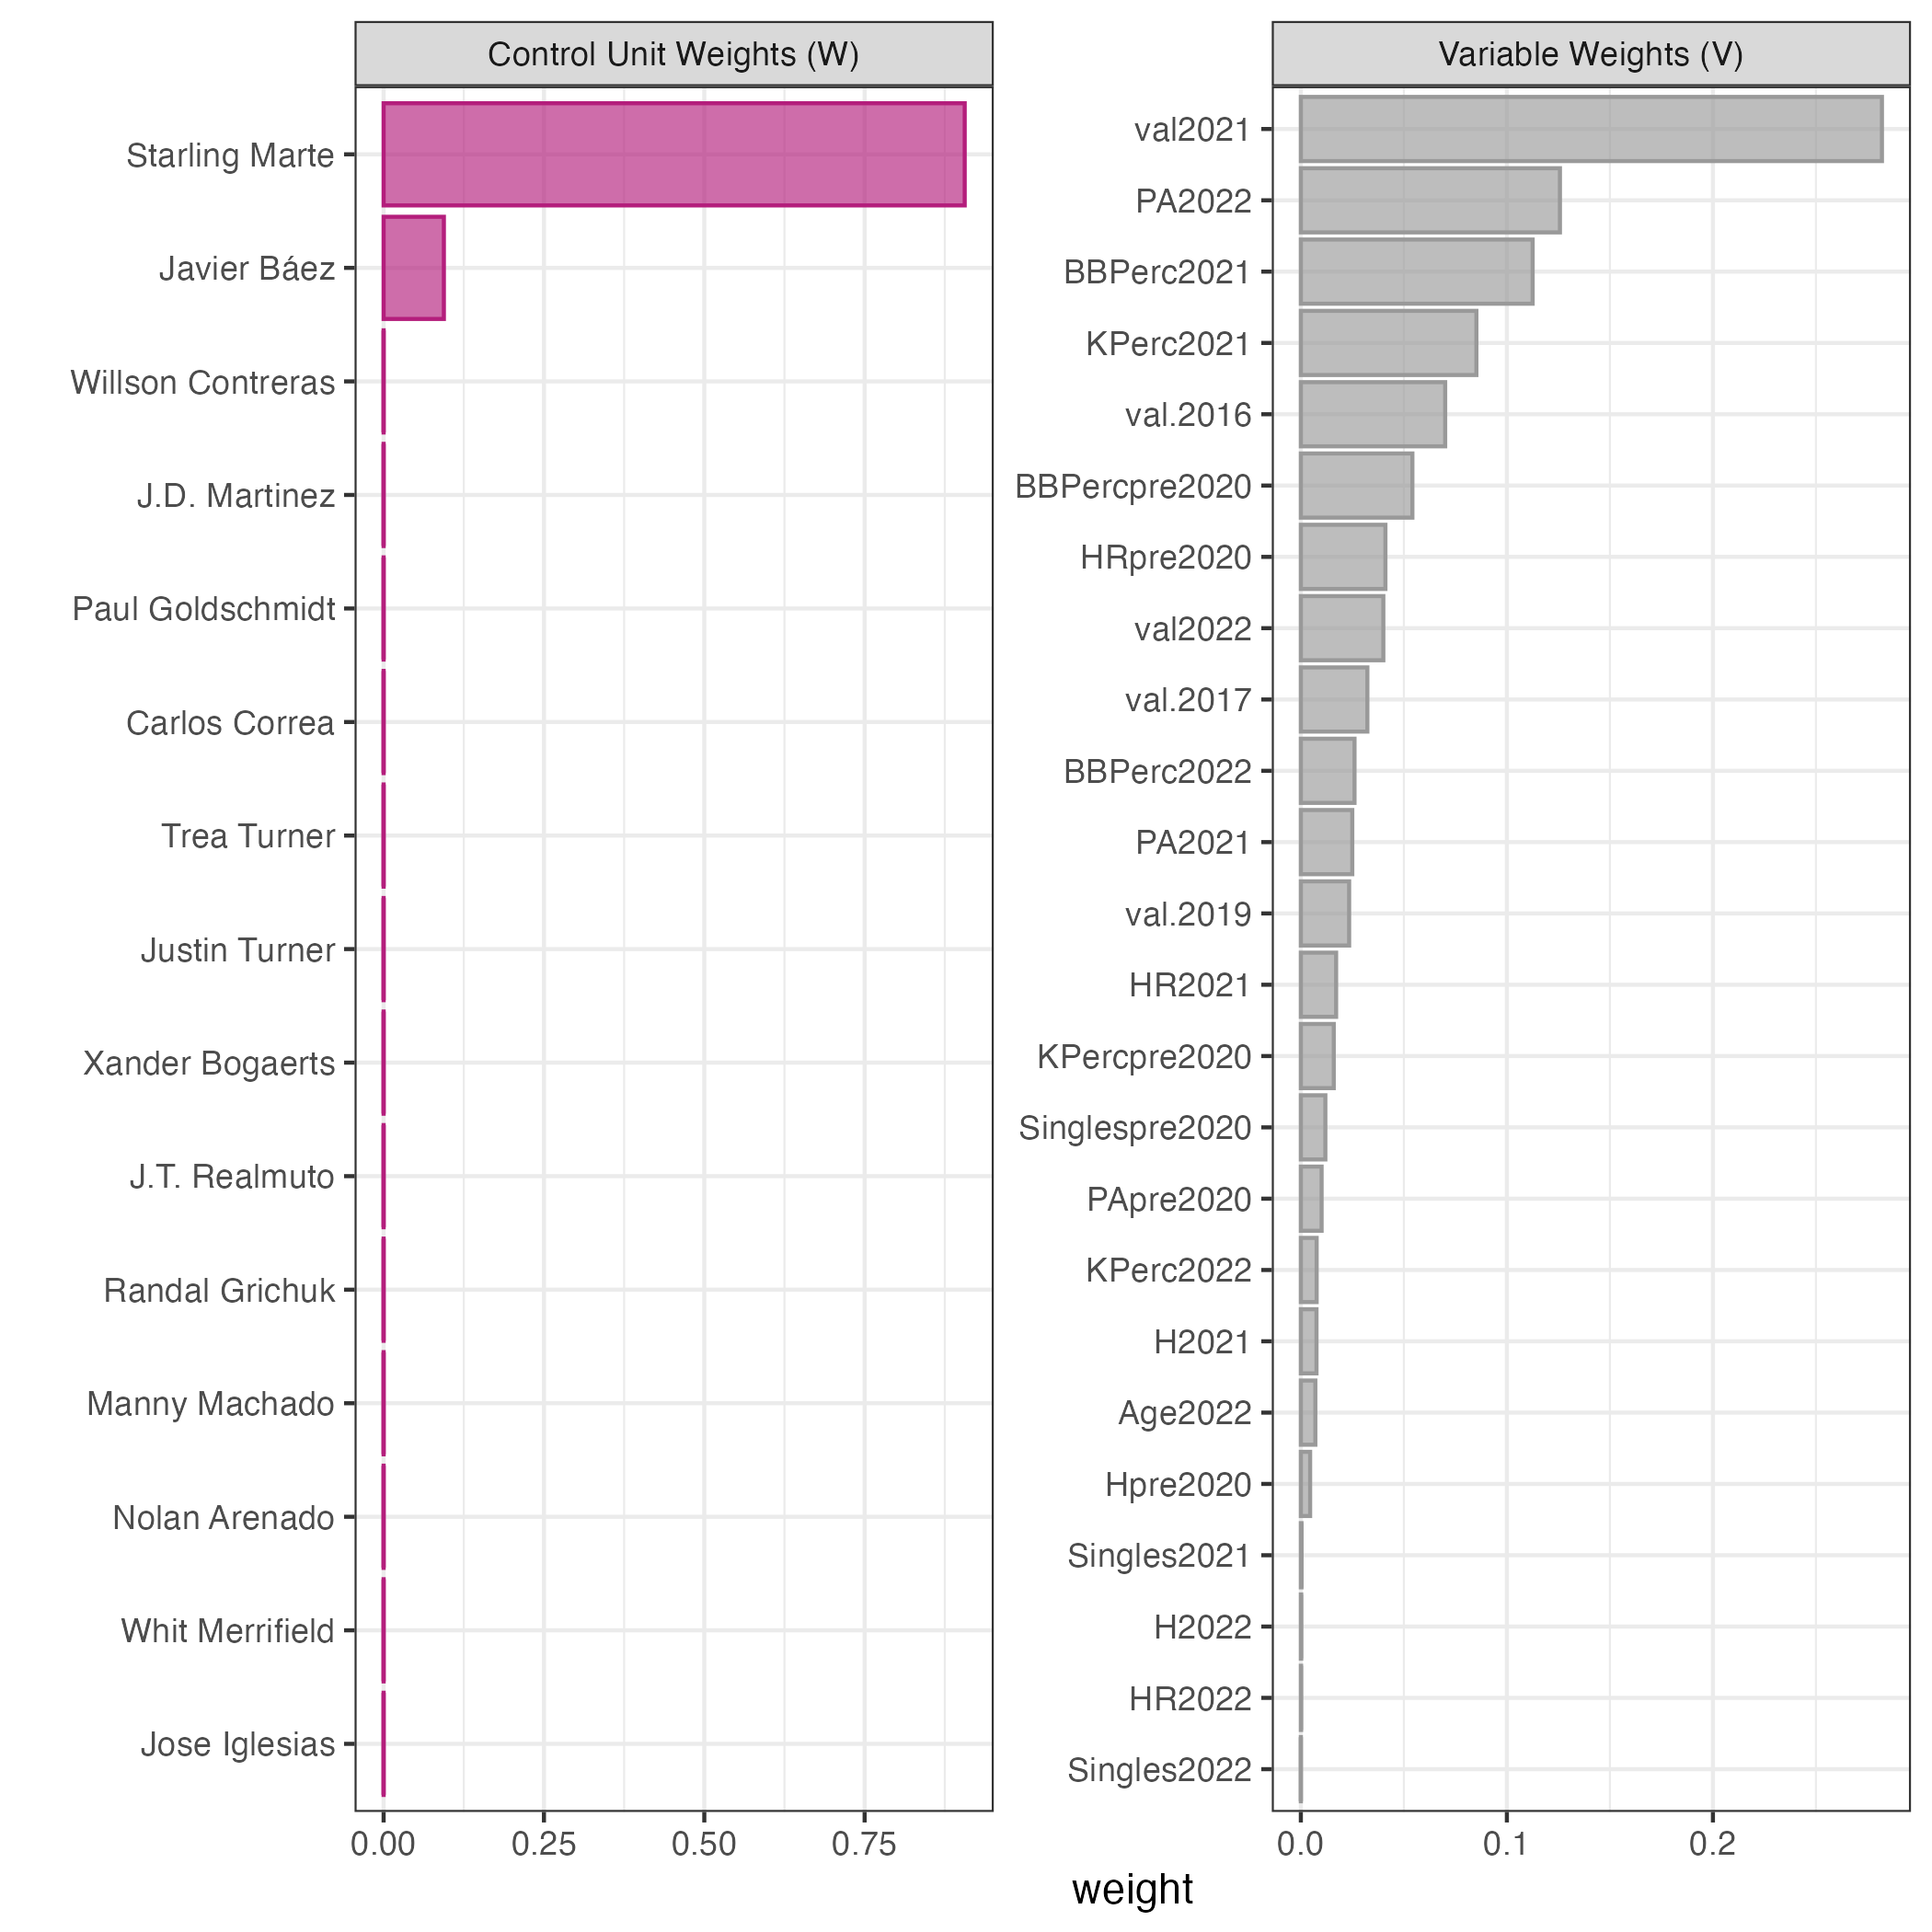 Control Unit Weights (W)
Starling Marte
Javier Báez
Willson Contreras
J.D. Martinez
Paul Goldschmidt
Carlos Correa
Trea Turner
Justin Turner
Xander Bogaerts
J.T. Realmuto
Randal Grichuk
Manny Machado
Nolan Arenado
Whit Merrifield
Jose Iglesias
0.00 0.25 0.50 0.75
Variable Weights (V)
val2021
PA2022
BBPerc2021
KPerc2021
val.2016
BBPercpre2020
HRpre2020
val2022
val.2017
BBPerc2022
PA2021
val.2019
HR2021
KPercpre2020
Singlespre2020
PApre2020
KPerc2022
H2021
Age2022
Hpre2020
Singles2021
H2022
HR2022
Singles2022
0.0 0.1 0.2
weight